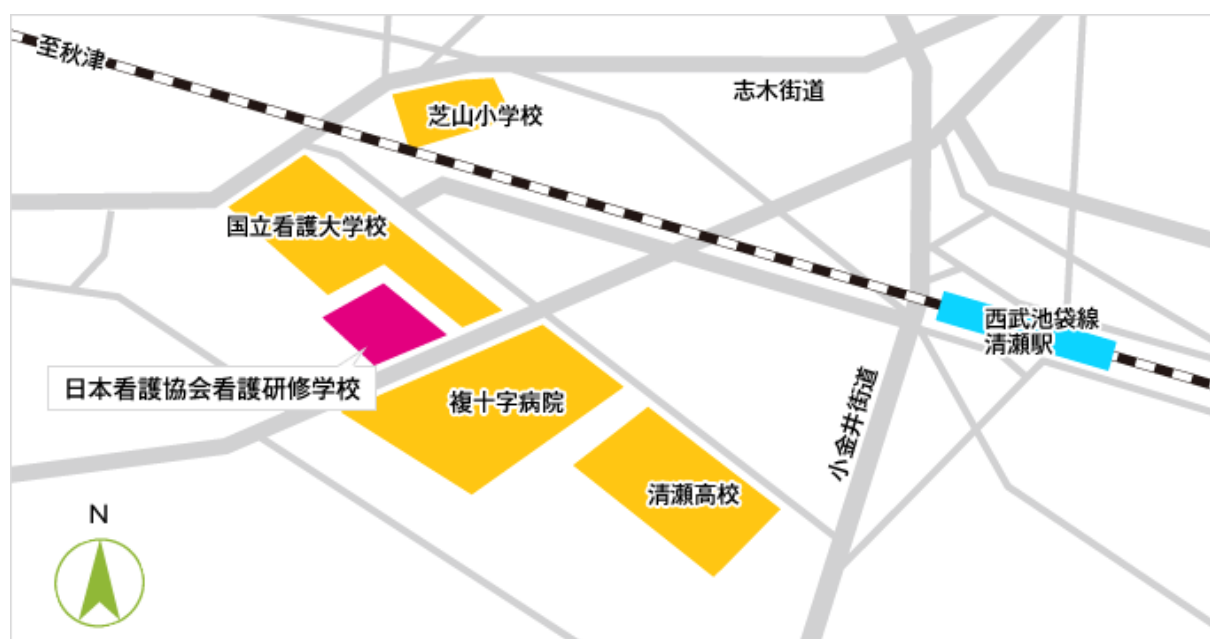 至秋津
志木街道
芝山小学校
国立看護大学校
西武池袋線
清瀬駅
日本看護協会看護研修学校
複十字病院
小金井街道
清瀬高校
N